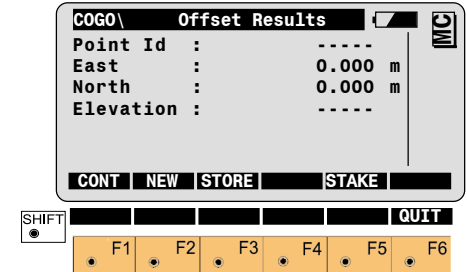 COGO\ Offset Results MC
Point Id : -----
East : 0.000 m
North : 0.000 m
Elevation : -----
CONT NEW STORE STAKE
SHIFT QUIT
F1 F2 F3 F4 F5 F6